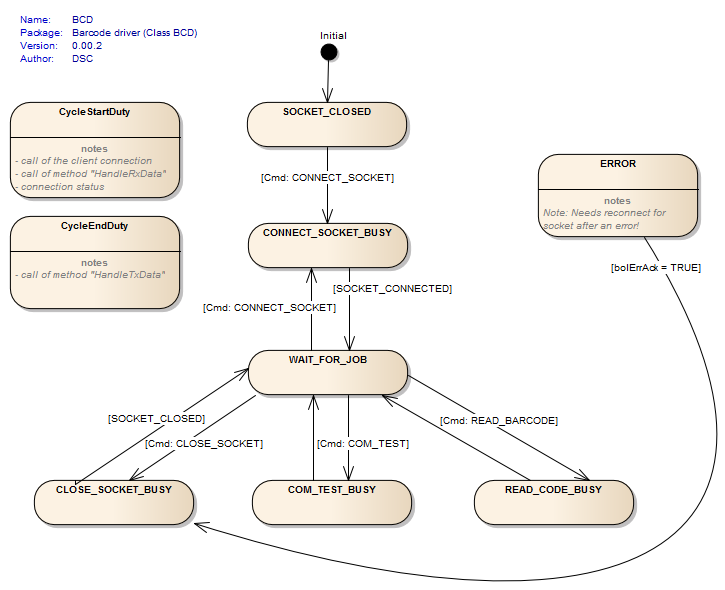 Name: BCD
Package: Barcode driver (Class BCD)
Version: 0.00.2
Author: DSC
Initial
SOCKET_CLOSED
CycleStartDuty
notes
- call of the client connection
- call of method "HandleRxData"
- connection status
[Cmd: CONNECT_SOCKET]
ERROR
notes
Note: Needs reconnect for
socket after an error!
CycleEndDuty
notes
- call of method "HandleTxData"
CONNECT_SOCKET_BUSY
[bolErrAck = TRUE]
[SOCKET_CONNECTED]
[Cmd: CONNECT_SOCKET]
WAIT_FOR_JOB
[SOCKET_CLOSED]
[Cmd: READ_BARCODE]
[Cmd: CLOSE_SOCKET]
[Cmd: COM_TEST]
CLOSE_SOCKET_BUSY
COM_TEST_BUSY
READ_CODE_BUSY